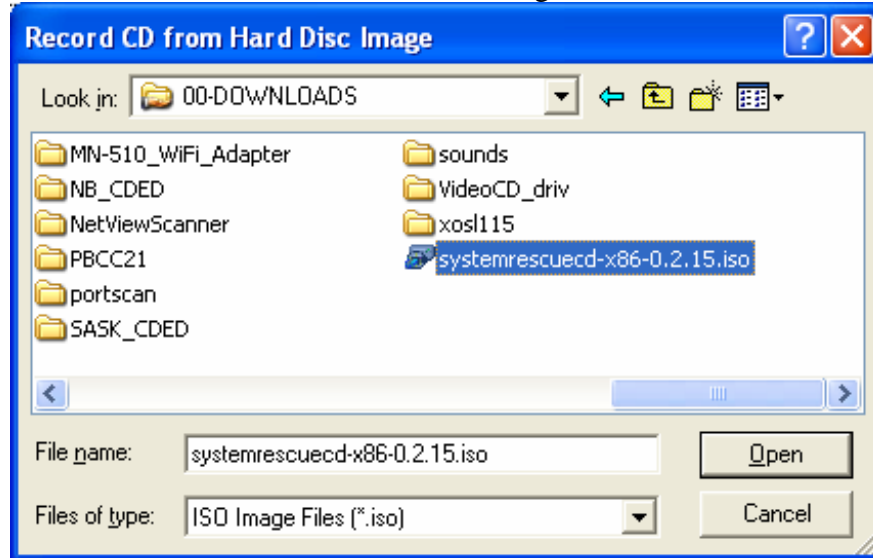 Record CD from Hard Disc Image
Look in: 00-DOWNLOADS
MN-510_WiFi_Adapter
NB_CDED
NetViewScanner
PBCC21
portscan
SASK_CDED
sounds
VideoCD_driv
xosl115
systemrescuecd-x86-0.2.15.iso
File name: systemrescuecd-x86-0.2.15.iso Open
Files of type: ISO Image Files (*.iso) Cancel